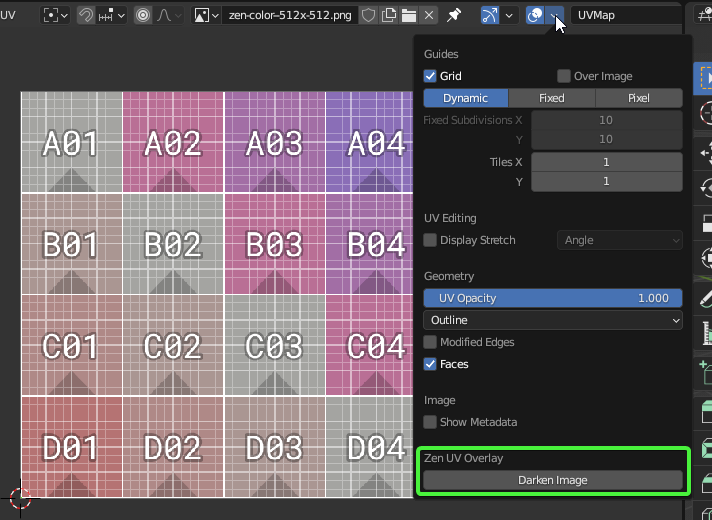 UV zen-color-512x-512.png UVMap
Guides
Grid Over Image
Dynamic Fixed Pixel
Fixed Subdivisions X 10
Y 10
Tiles X 1
Y 1
UV Editing
Display Stretch Angle
Geometry
UV Opacity 1.000
Outline
Modified Edges
Faces
Image
Show Metadata
Zen UV Overlay
Darken Image
A01 A02 A03 A04
B01 B02 B03 B04
C01 C02 C03 C04
D01 D02 D03 D04